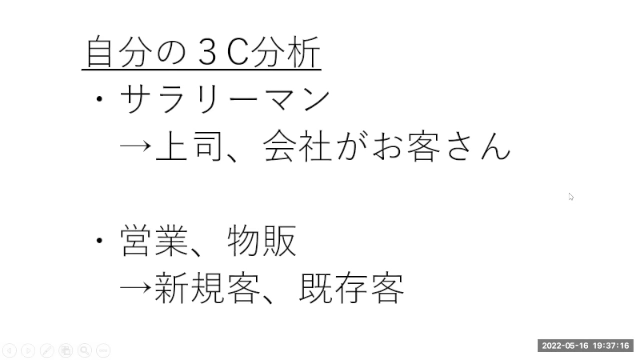 自分の３C分析
・サラリーマン
→上司、会社がお客さん
・営業、物販
→新規客、既存客
2022-05-16 19:37:16